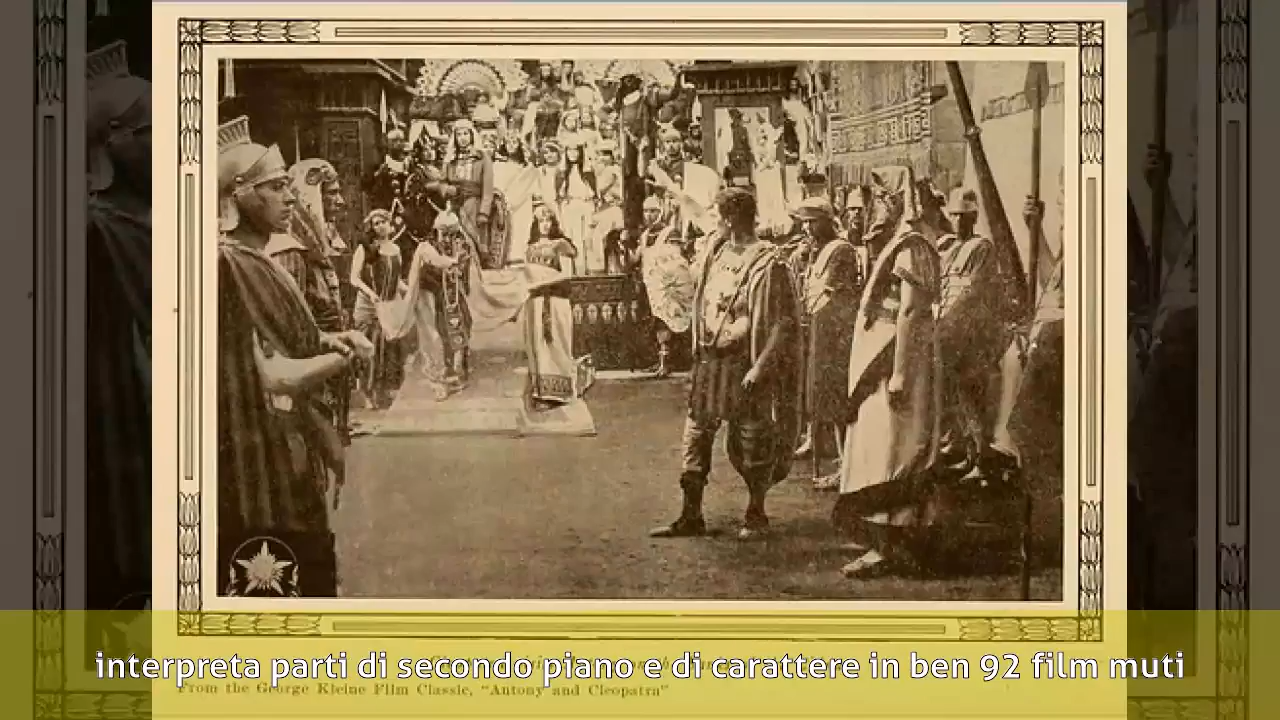 interpreta parti di secondo piano e di carattere in ben 92 film muti
From the George Kleine Film Classic, "Antony and Cleopatra"